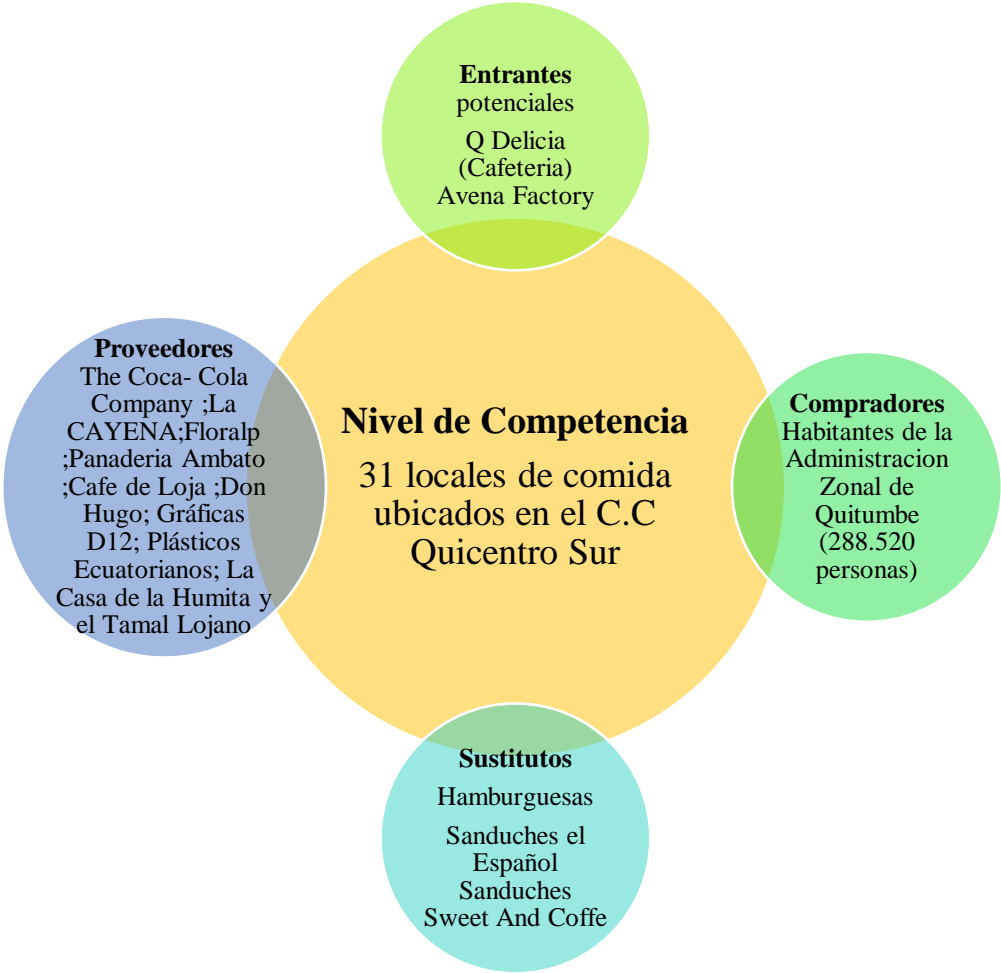 Entrantes
potenciales
Q Delicia
(Cafeteria)
Avena Factory
Proveedores
The Coca- Cola
Company ;La
CAYENA;Floralp
;Panaderia Ambato
;Cafe de Loja ;Don
Hugo; Gráficas
D12; Plásticos
Ecuatorianos; La
Casa de la Humita y
el Tamal Lojano
Nivel de Competencia
31 locales de comida
ubicados en el C.C
Quicentro Sur
Compradores
Habitantes de la
Administracion
Zonal de
Quitumbe
(288.520
personas)
Sustitutos
Hamburguesas
Sanduches el
Español
Sanduches
Sweet And Coffe